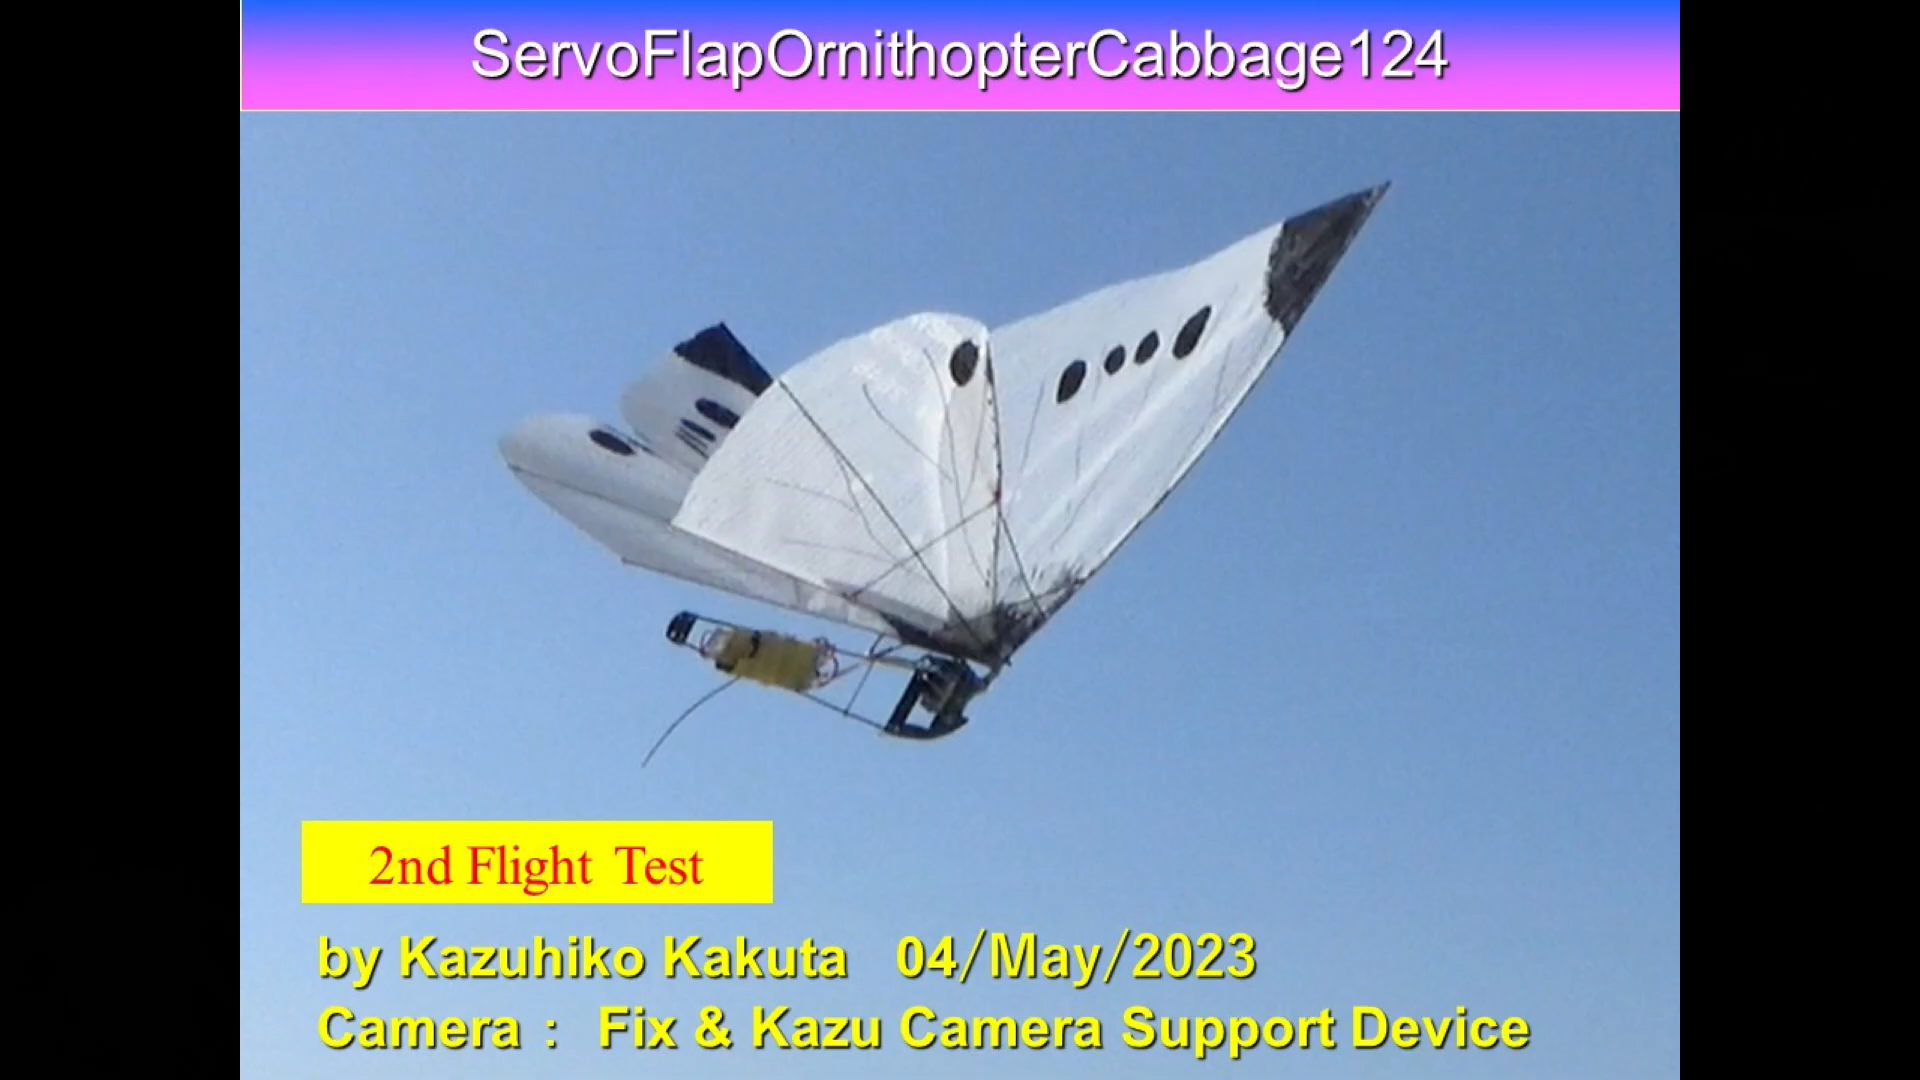 ServoFlapOrnithopterCabbage124
2nd Flight Test
by Kazuhiko Kakuta 04/May/2023
Camera： Fix & Kazu Camera Support Device